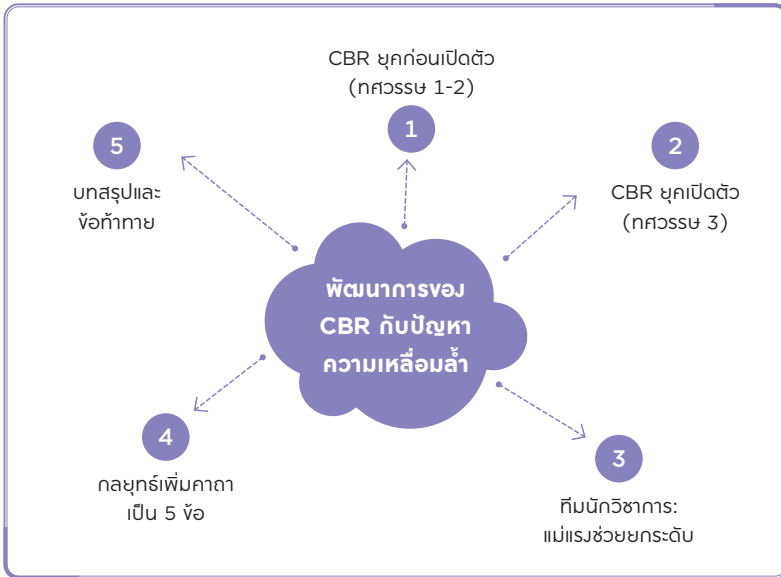 พัฒนาการของ
CBR กับปัญหา
ความเหลื่อมล้ำ
1
CBR ยุคก่อนเปิดตัว
(ทศวรรษ 1-2)
2
CBR ยุคเปิดตัว
(ทศวรรษ 3)
3
ทีมนักวิชาการ:
แม่แรงช่วยยกระดับ
4
กลยุทธ์เพิ่มคาถา
เป็น 5 ข้อ
5
บทสรุปและ
ข้อท้าทาย